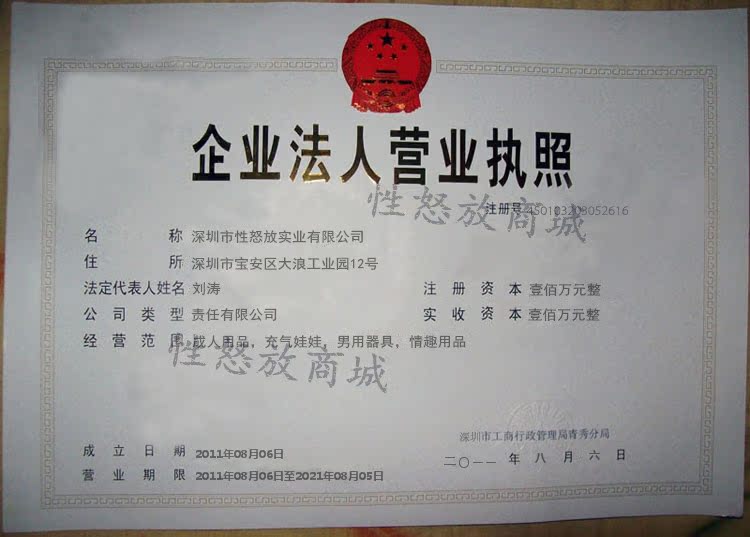 企业法人营业执照
性怒放商城
注册号
名 称 深圳市性怒放实业有限公司
住 所 深圳市宝安区大浪工业园12号
法定代表人姓名 刘涛 注册资本 壹佰万元整
公司类型 责任有限公司 实收资本 壹佰万元整
经营范围 成人用品，充气娃娃，男用器具，情趣用品
性怒放商城
深圳市工商行政管理局青秀分局
成立日期 2011年08月06日 二〇一一年八月六日
营业期限 2011年08月06日至2021年08月05日